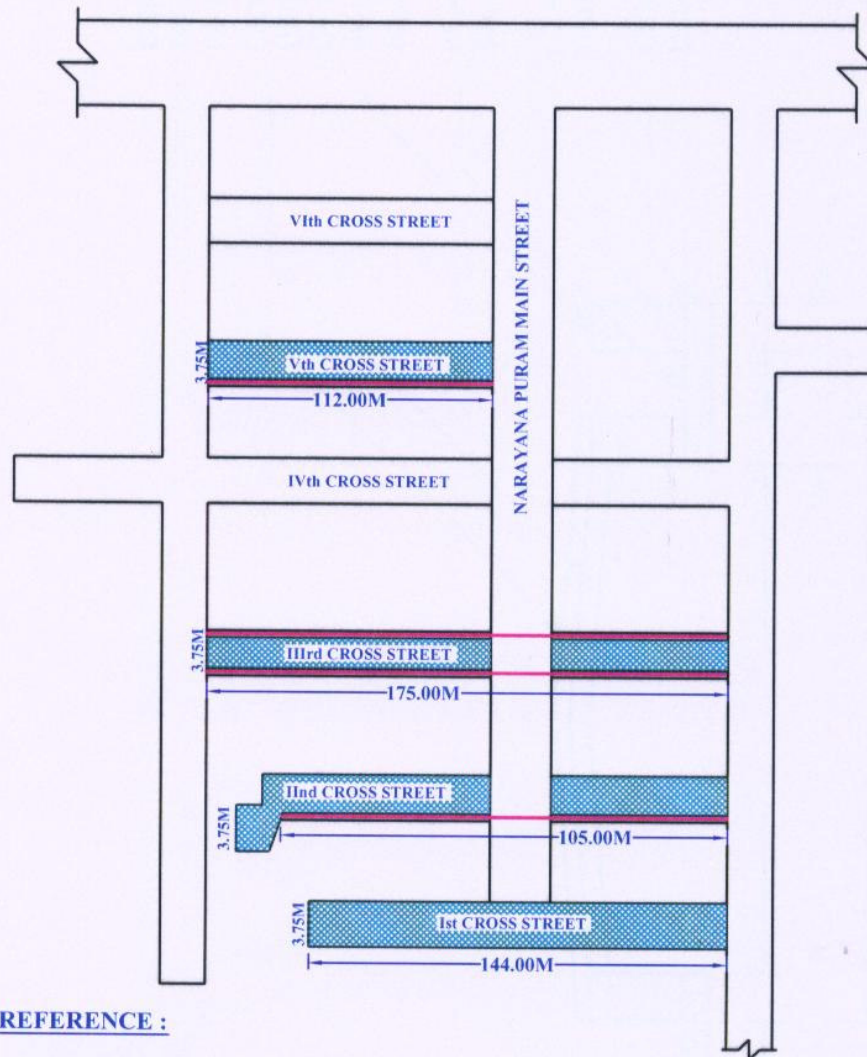 VIth CROSS STREET
NARAYANA PURAM MAIN STREET
3.75M
Vth CROSS STREET
112.00M
IVth CROSS STREET
3.75M
IIIrd CROSS STREET
175.00M
IInd CROSS STREET
3.75M
105.00M
3.75M
Ist CROSS STREET
144.00M
REFERENCE :